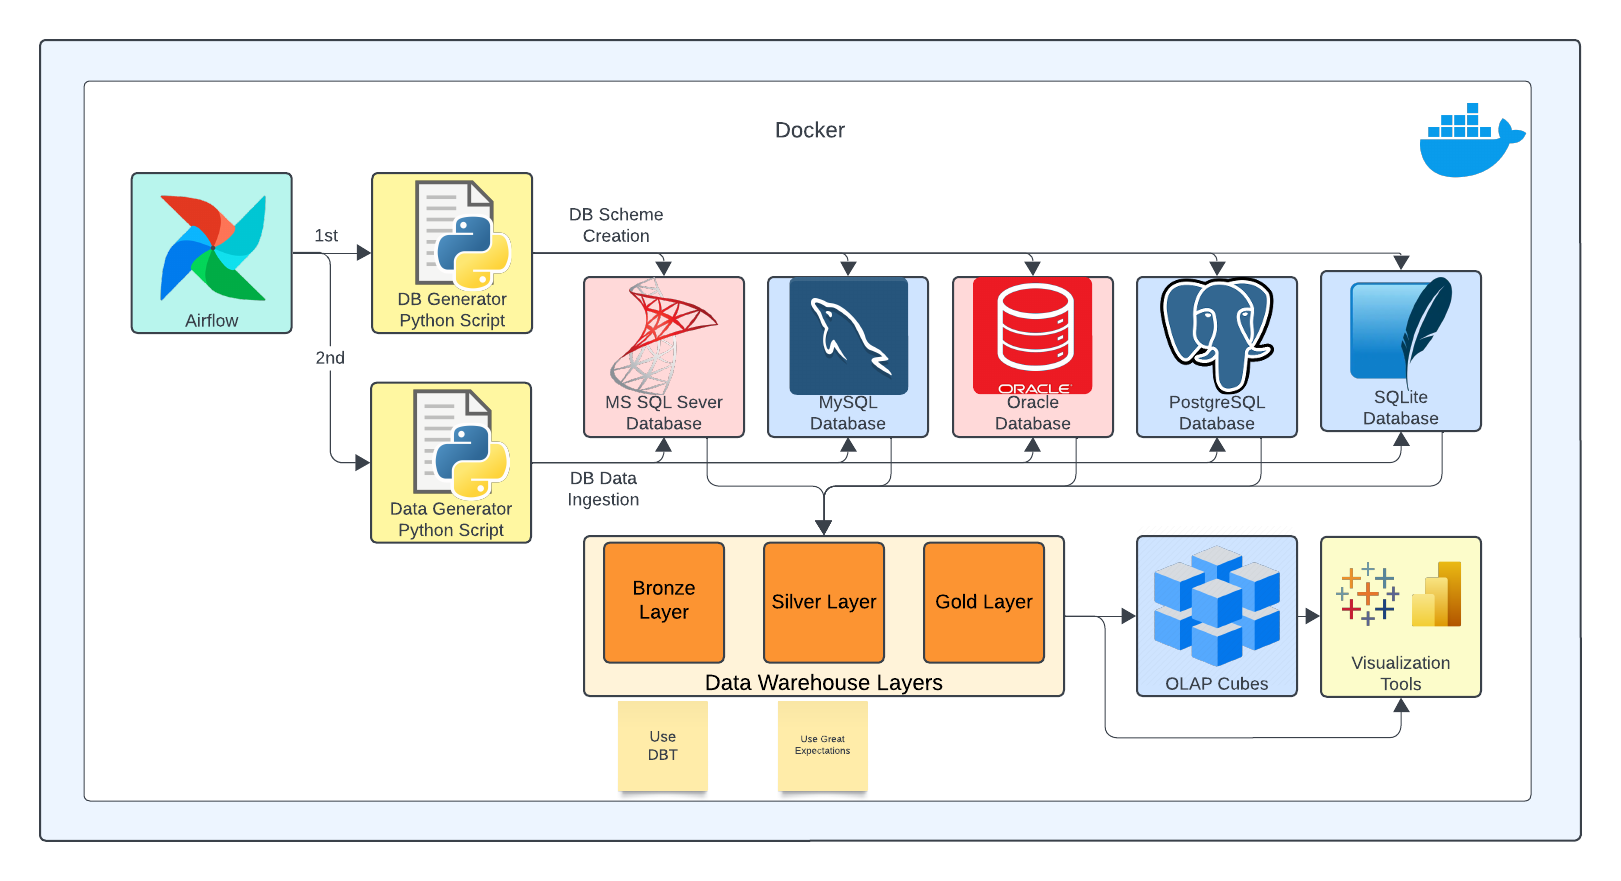 Docker
1st
2nd
Airflow
DB Generator
Python Script
DB Scheme
Creation
MS SQL Sever
Database
MySQL
Database
ORACLE
Oracle
Database
PostgreSQL
Database
SQLite
Database
Data Generator
Python Script
DB Data
Ingestion
Bronze
Layer
Silver Layer
Gold Layer
Data Warehouse Layers
OLAP Cubes
Visualization
Tools
Use
DBT
Use Great
Expectations